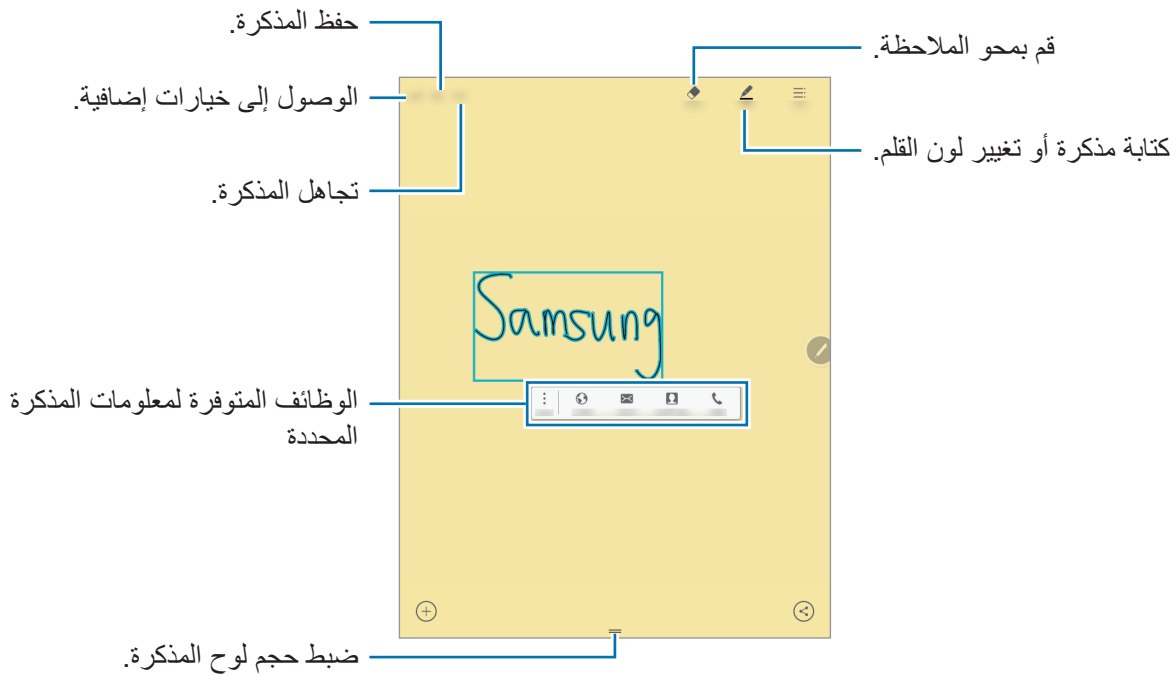 حفظ المذكرة.
قم بمحو الملاحظة.
الوصول إلى خيارات إضافية.
كتابة مذكرة أو تغيير لون القلم.
تجاهل المذكرة.
Samsung
الوظائف المتوفرة لمعلومات المذكرة
المحددة
ضبط حجم لوح المذكرة.